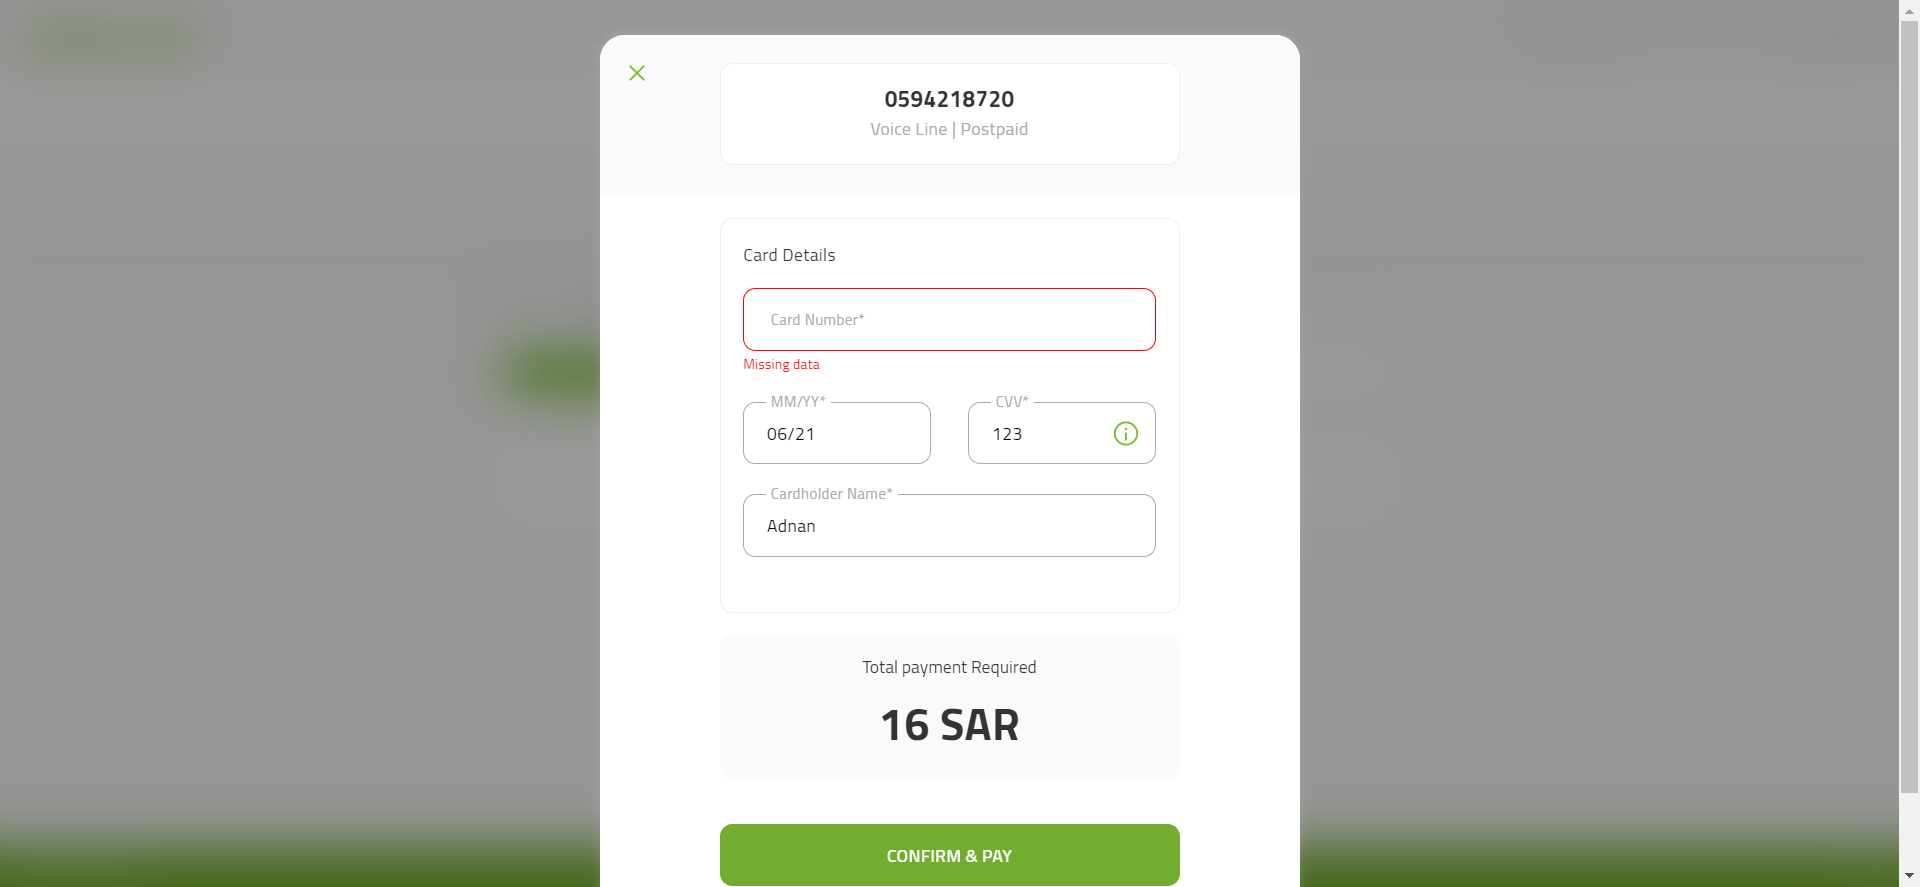 0594218720
Voice Line | Postpaid
Card Details
Card Number*
Missing data
MM/YY*
CVV*
06/21
123
Cardholder Name*
Adnan
Total payment Required
16 SAR
CONFIRM & PAY